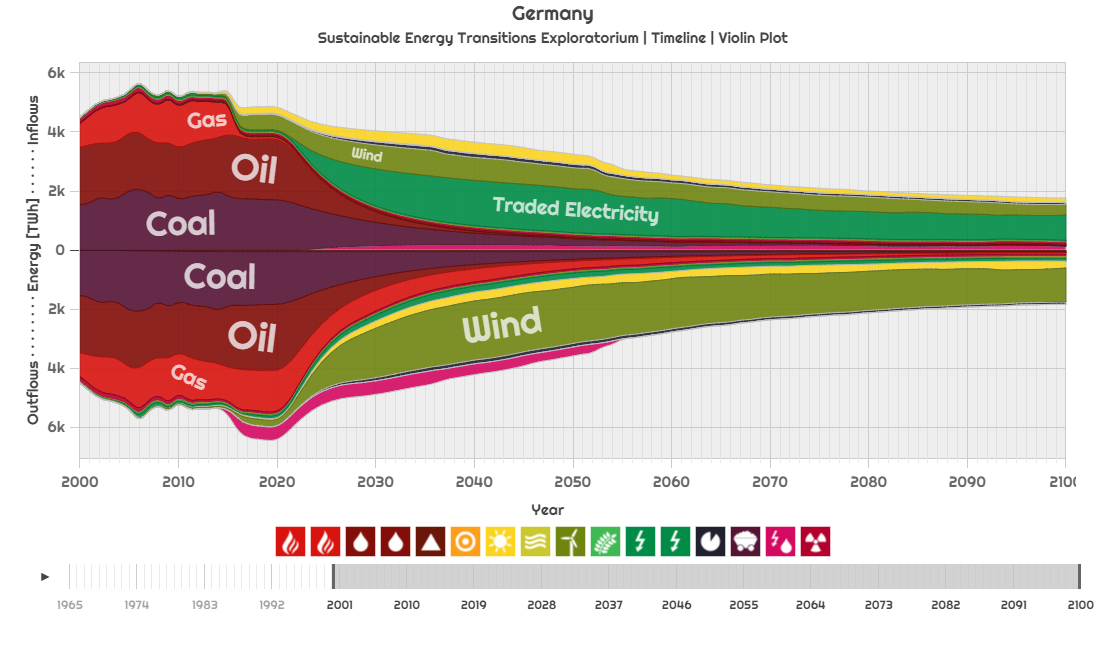 Germany
Sustainable Energy Transitions Exploratorium | Timeline | Violin Plot
Outflows · · · · · · · · Energy [TWh] · · · · · · · · Inflows
6k
4k
2k
0
2k
4k
6k
Gas
Oil
Wind
Coal
Traded Electricity
Coal
Oil
Wind
Gas
2000 2010 2020 2030 2040 2050 2060 2070 2080 2090 210
Year
1965 1974 1983 1992 2001 2010 2019 2028 2037 2046 2055 2064 2073 2082 2091 2100